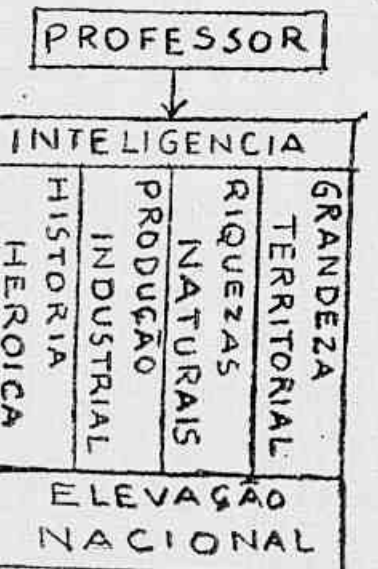 PROFESSOR
INTELIGENCIA
GRANDEZA
TERRITORIAL
RIQUEZAS
NATURAIS
PRODUÇÃO
INDUSTRIAL
HISTORIA
HEROICA
ELEVAÇÃO
NACIONAL